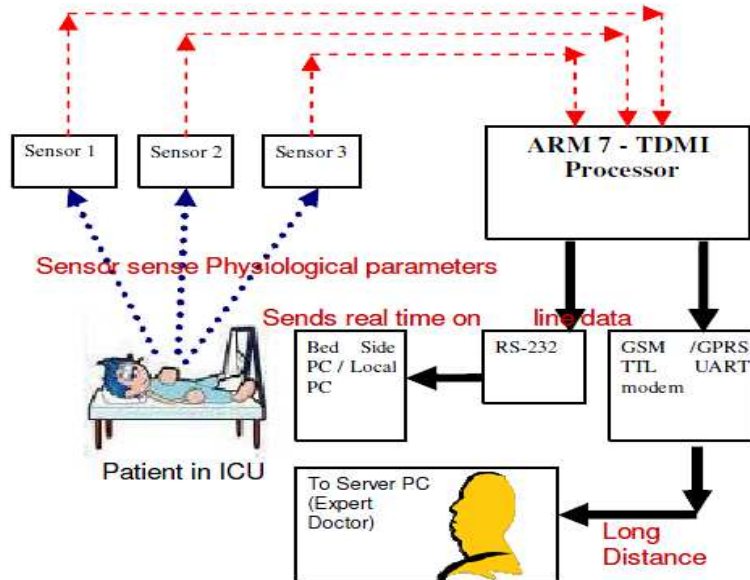 Sensor 1
Sensor 2
Sensor 3
ARM 7 - TDMI
Processor
Sensor sense Physiological parameters
Sends real time on line data
Bed Side
PC / Local
PC
RS-232
GSM /GPRS
TTL UART
modem
Patient in ICU
To Server PC
(Expert
Doctor)
Long
Distance